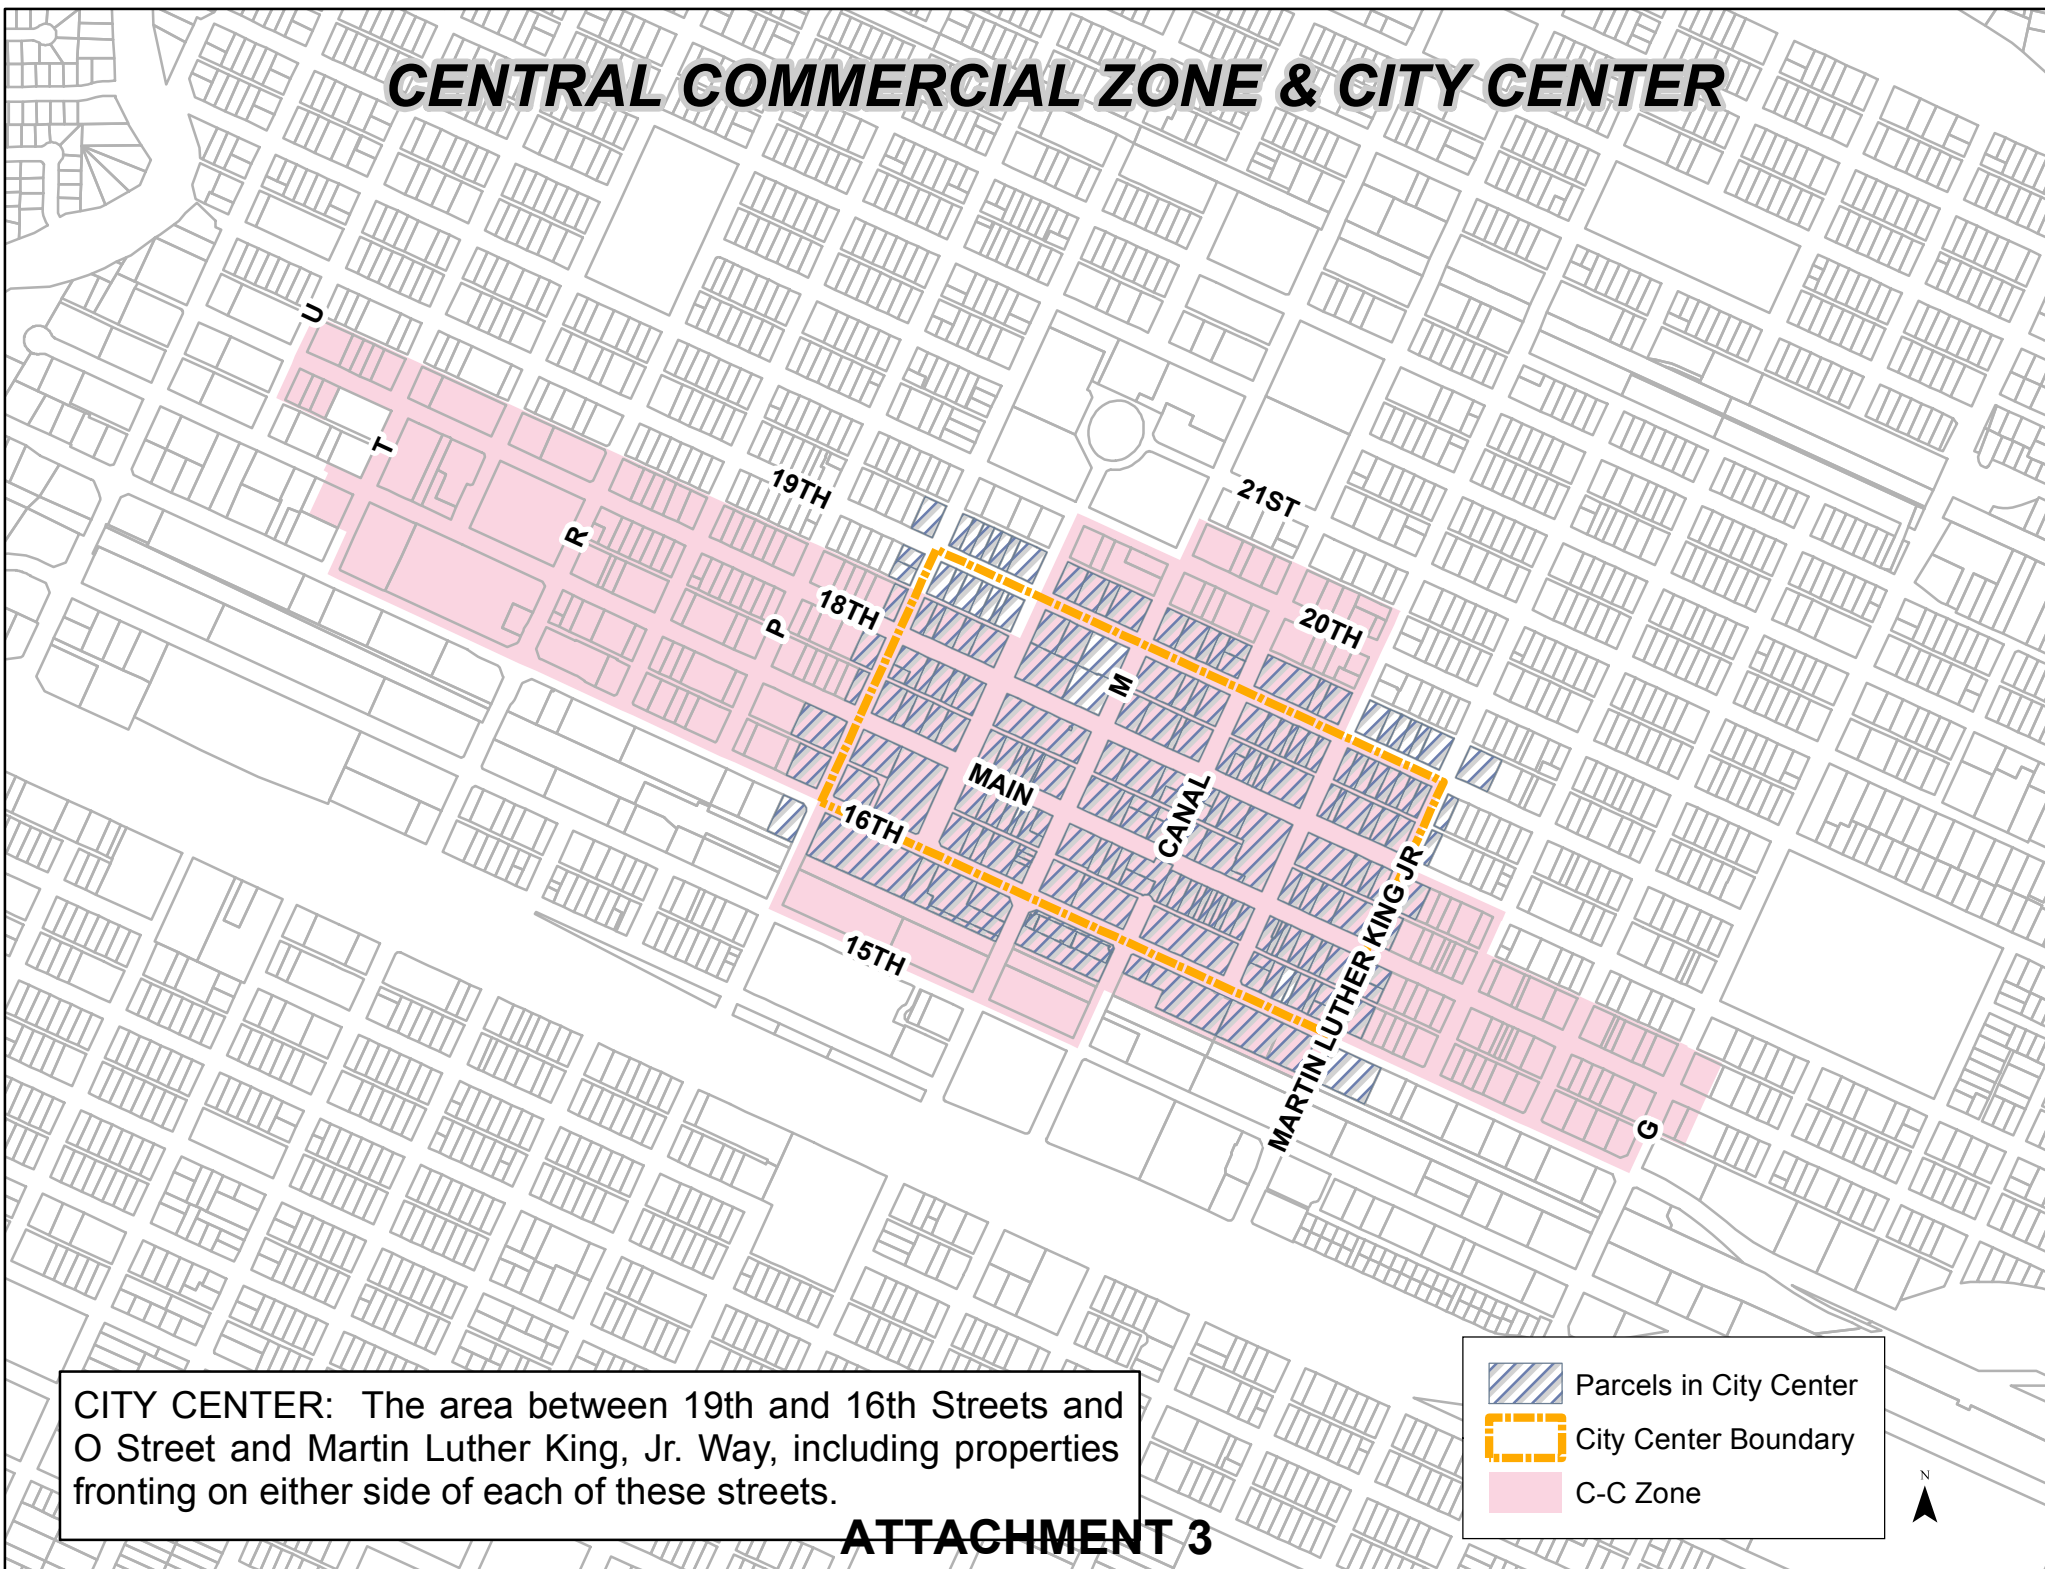 CENTRAL COMMERCIAL ZONE & CITY CENTER
U
T
19TH
21ST
R
18TH
20TH
P
M
MAIN
CANAL
16TH
MARTIN LUTHER KING JR
15TH
G
CITY CENTER: The area between 19th and 16th Streets and
O Street and Martin Luther King, Jr. Way, including properties
fronting on either side of each of these streets.
Parcels in City Center
City Center Boundary
C-C Zone
N
ATTACHMENT 3